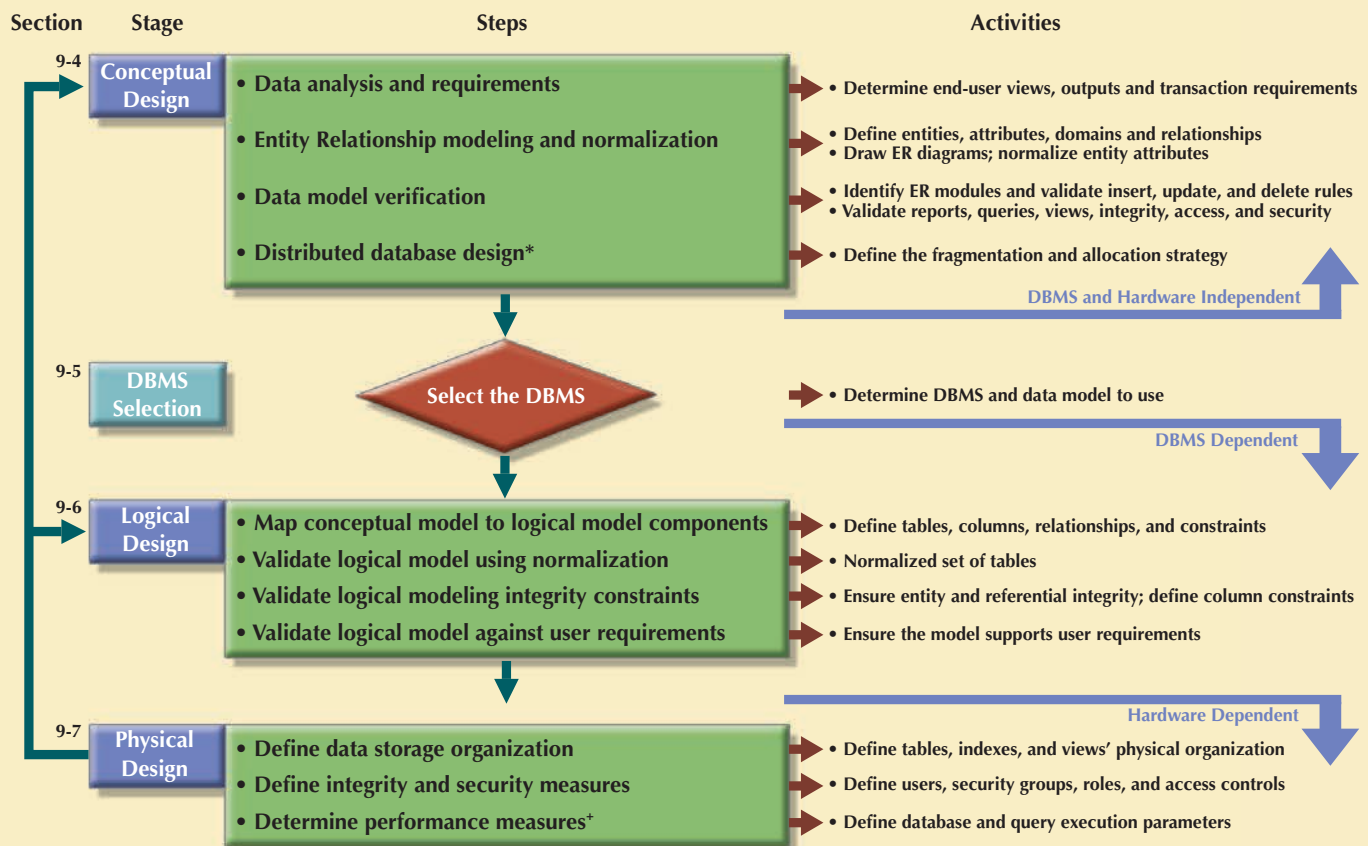 Section Stage Steps Activities
9-4
Conceptual
Design
• Data analysis and requirements
• Determine end-user views, outputs and transaction requirements
• Entity Relationship modeling and normalization
• Define entities, attributes, domains and relationships
• Draw ER diagrams; normalize entity attributes
• Data model verification
• Identify ER modules and validate insert, update, and delete rules
• Validate reports, queries, views, integrity, access, and security
• Distributed database design*
• Define the fragmentation and allocation strategy
DBMS and Hardware Independent
9-5
DBMS
Selection
Select the DBMS
• Determine DBMS and data model to use
DBMS Dependent
9-6
Logical
Design
• Map conceptual model to logical model components
• Define tables, columns, relationships, and constraints
• Validate logical model using normalization
• Normalized set of tables
• Validate logical modeling integrity constraints
• Ensure entity and referential integrity; define column constraints
• Validate logical model against user requirements
• Ensure the model supports user requirements
Hardware Dependent
9-7
Physical
Design
• Define data storage organization
• Define tables, indexes, and views’ physical organization
• Define integrity and security measures
• Define users, security groups, roles, and access controls
• Determine performance measures⁺
• Define database and query execution parameters